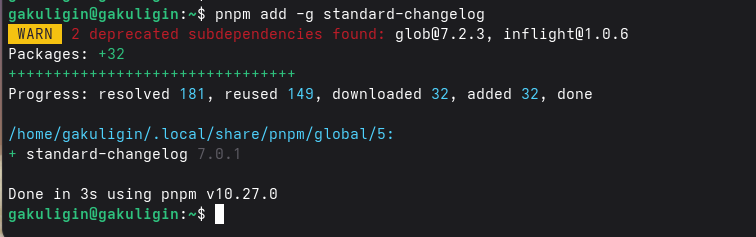 gakuligin@gakuligin:~$ pnpm add -g standard-changelog
WARN 2 deprecated subdependencies found: glob@7.2.3, inflight@1.0.6
Packages: +32
++++++++++++++++++++++++++++++++
Progress: resolved 181, reused 149, downloaded 32, added 32, done
/home/gakuligin/.local/share/pnpm/global/5:
+ standard-changelog 7.0.1
Done in 3s using pnpm v10.27.0
gakuligin@gakuligin:~$